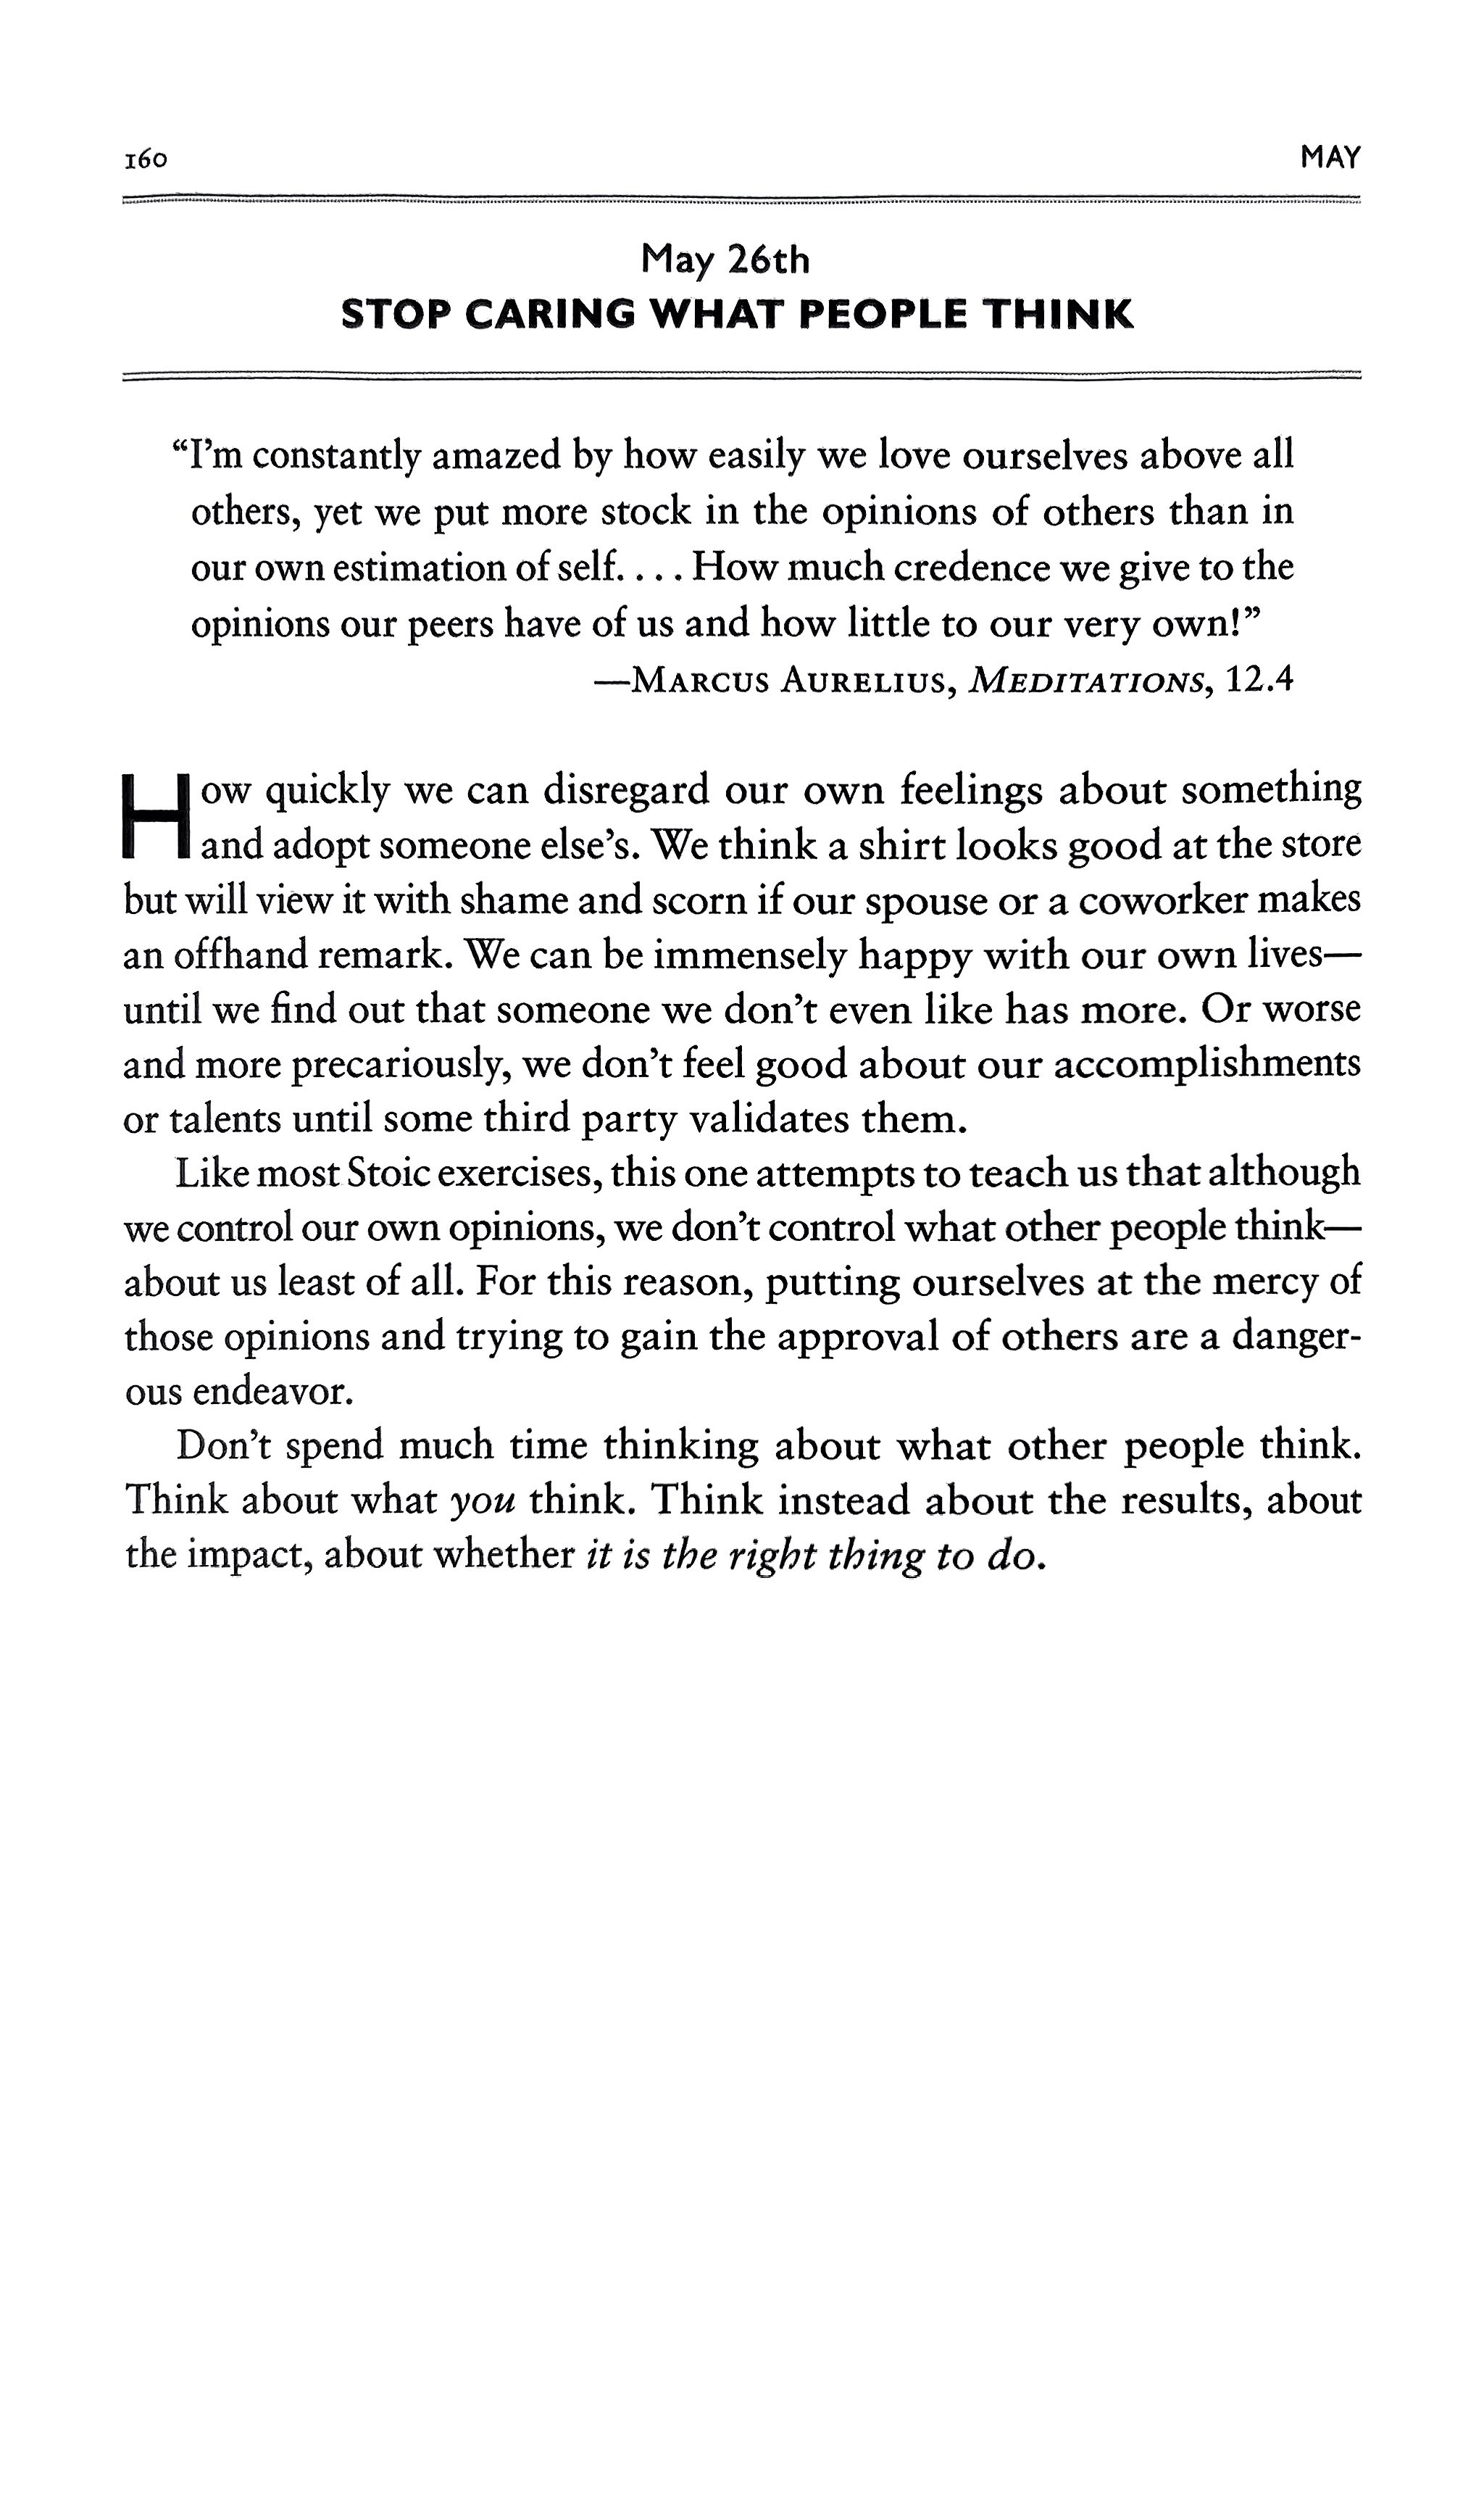 160
MAY
May 26th
STOP CARING WHAT PEOPLE THINK
“I’m constantly amazed by how easily we love ourselves above all
others, yet we put more stock in the opinions of others than in
our own estimation of self. . . . How much credence we give to the
opinions our peers have of us and how little to our very own!”
—MARCUS AURELIUS, MEDITATIONS, 12.4
How quickly we can disregard our own feelings about something
and adopt someone else’s. We think a shirt looks good at the store
but will view it with shame and scorn if our spouse or a coworker makes
an offhand remark. We can be immensely happy with our own lives—
until we find out that someone we don’t even like has more. Or worse
and more precariously, we don’t feel good about our accomplishments
or talents until some third party validates them.
Like most Stoic exercises, this one attempts to teach us that although
we control our own opinions, we don’t control what other people think—
about us least of all. For this reason, putting ourselves at the mercy of
those opinions and trying to gain the approval of others are a danger-
ous endeavor.
Don’t spend much time thinking about what other people think.
Think about what you think. Think instead about the results, about
the impact, about whether it is the right thing to do.